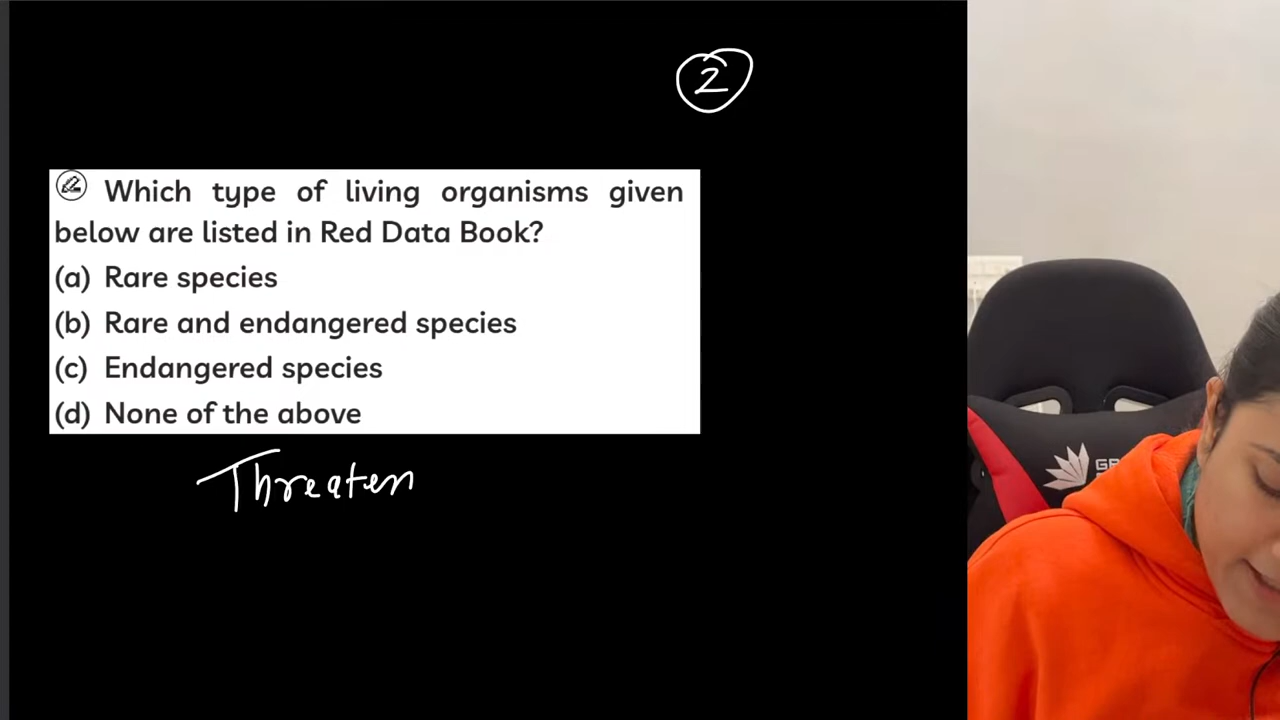 2
Which type of living organisms given
below are listed in Red Data Book?
(a) Rare species
(b) Rare and endangered species
(c) Endangered species
(d) None of the above
Threaten